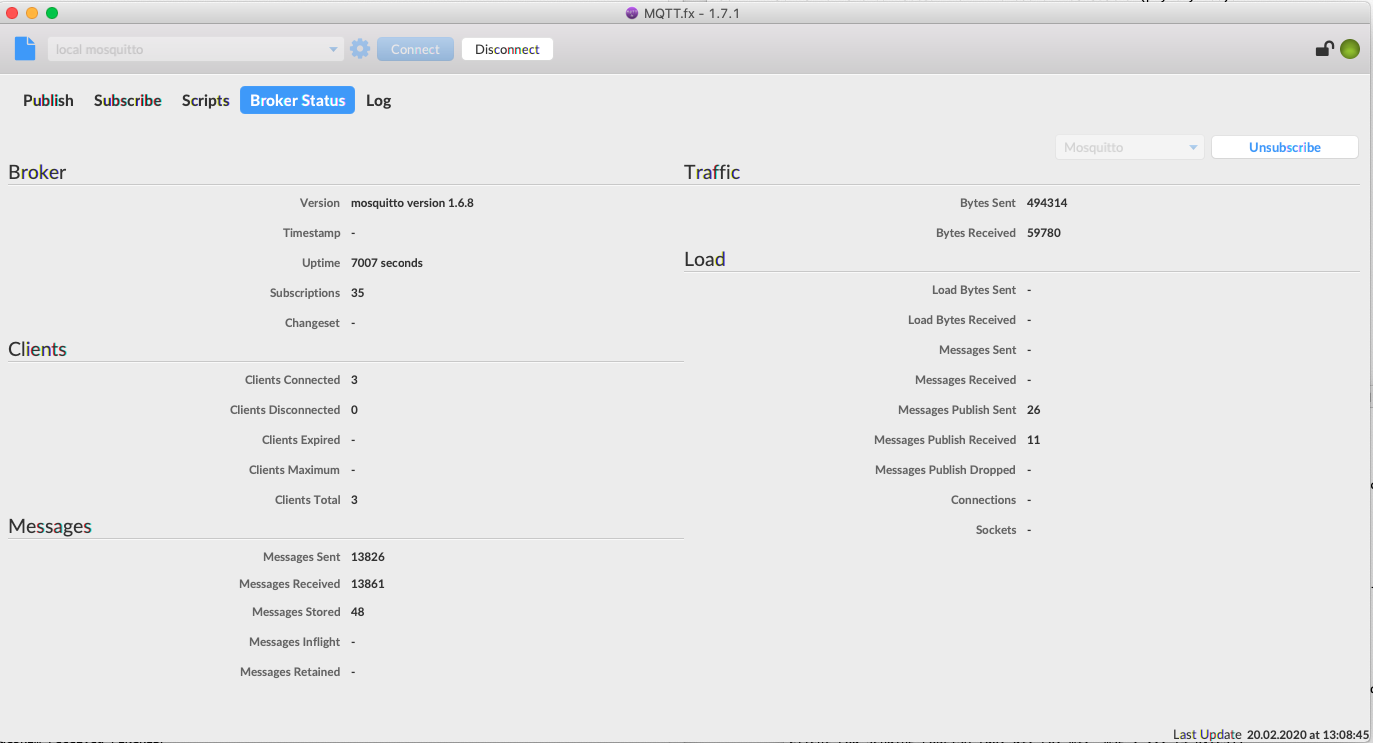 MQTT.fx - 1.7.1
local mosquitto
Connect
Disconnect
Publish
Subscribe
Scripts
Broker Status
Log
Mosquitto
Unsubscribe
Broker
Version mosquitto version 1.6.8
Timestamp -
Uptime 7007 seconds
Subscriptions 35
Changeset -
Clients
Clients Connected 3
Clients Disconnected 0
Clients Expired -
Clients Maximum -
Clients Total 3
Messages
Messages Sent 13826
Messages Received 13861
Messages Stored 48
Messages Inflight -
Messages Retained -
Traffic
Bytes Sent 494314
Bytes Received 59780
Load
Load Bytes Sent -
Load Bytes Received -
Messages Sent -
Messages Received -
Messages Publish Sent 26
Messages Publish Received 11
Messages Publish Dropped -
Connections -
Sockets -
Last Update 20.02.2020 at 13:08:45